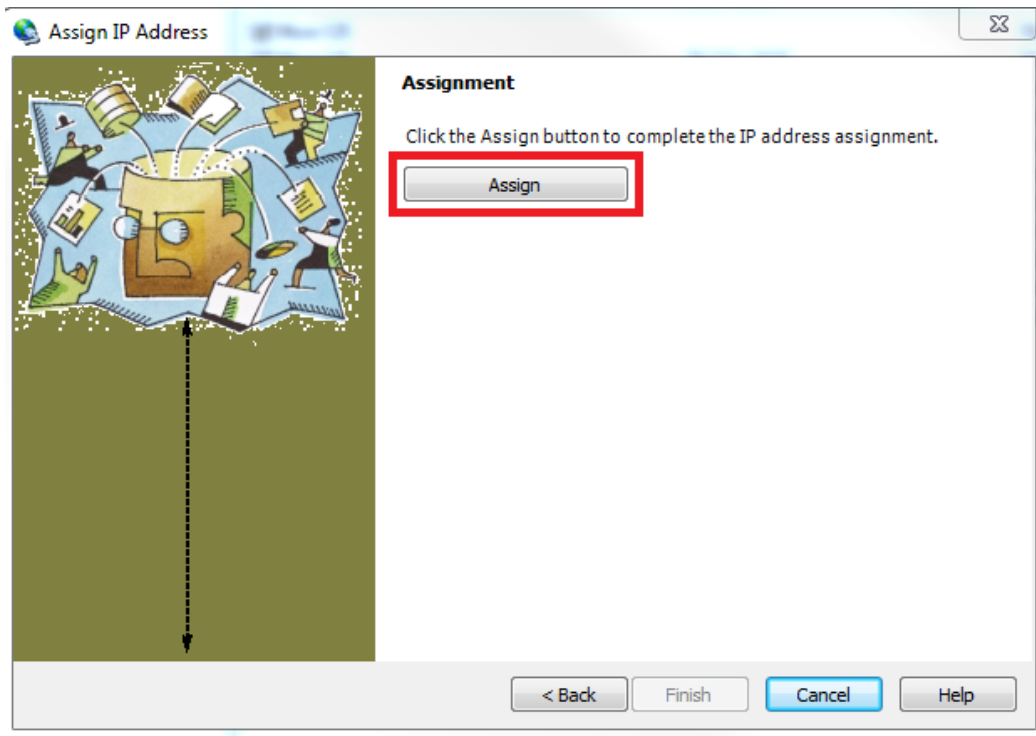 Assign IP Address
Assignment
Click the Assign button to complete the IP address assignment.
Assign
< Back
Finish
Cancel
Help